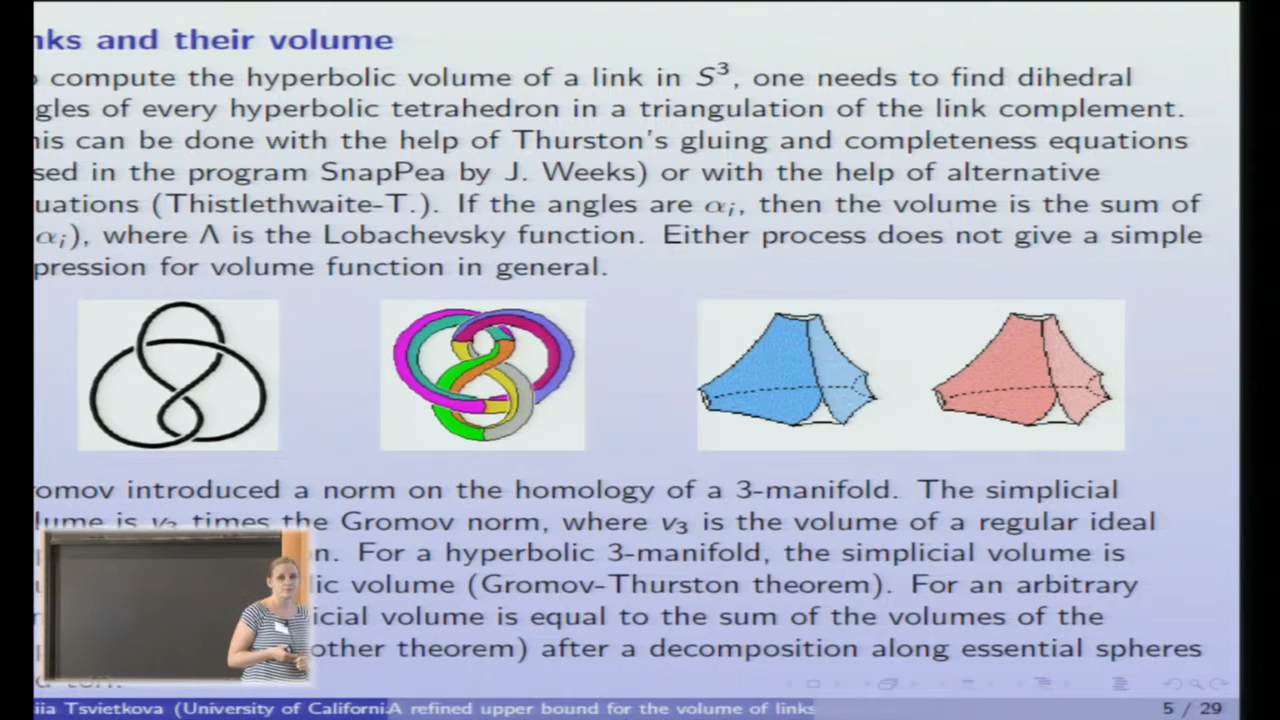 nks and their volume
compute the hyperbolic volume of a link in S³, one needs to find dihedral
gles of every hyperbolic tetrahedron in a triangulation of the link complement.
his can be done with the help of Thurston's gluing and completeness equations
sed in the program SnapPea by J. Weeks) or with the help of alternative
uations (Thistlethwaite-T.). If the angles are αᵢ, then the volume is the sum of
αᵢ), where Λ is the Lobachevsky function. Either process does not give a simple
pression for volume function in general.
romov introduced a norm on the homology of a 3-manifold. The simplicial
lume is v₃ times the Gromov norm, where v₃ is the volume of a regular ideal
n. For a hyperbolic 3-manifold, the simplicial volume is
lic volume (Gromov-Thurston theorem). For an arbitrary
icial volume is equal to the sum of the volumes of the
other theorem) after a decomposition along essential spheres
iia Tsvietkova (University of Californi A refined upper bound for the volume of links 5 / 29